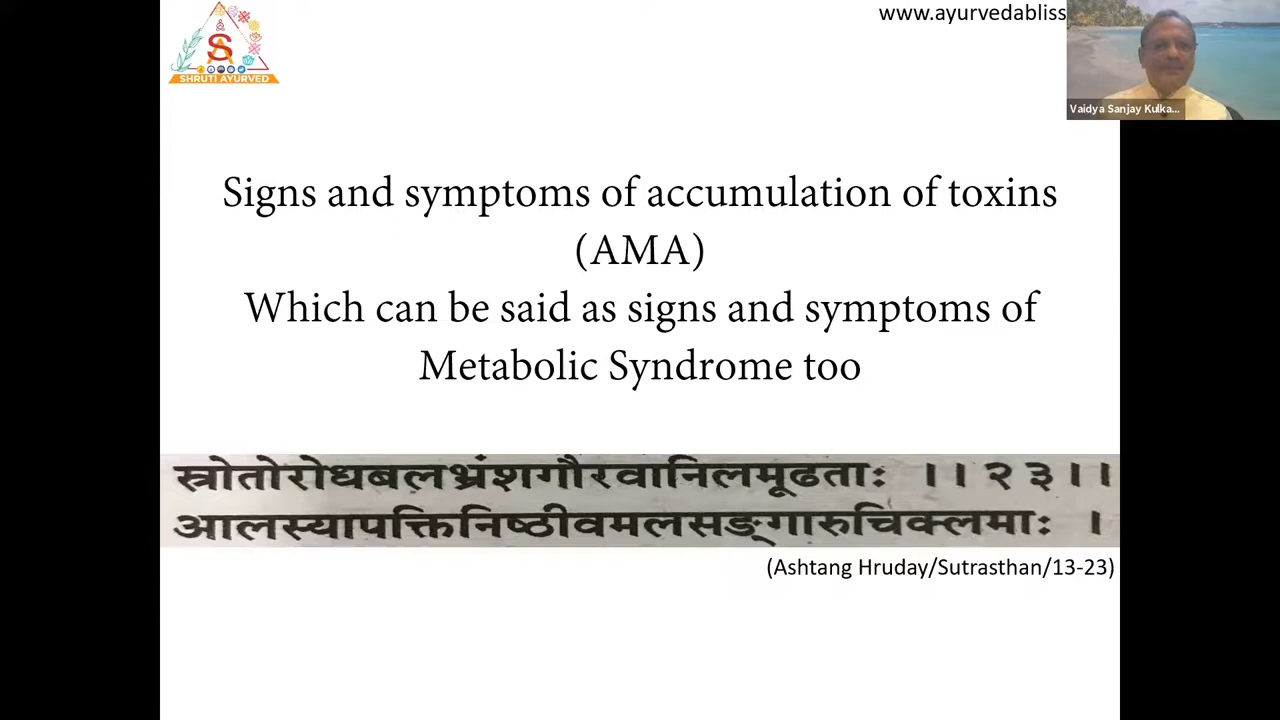 www.ayurvedabliss
SHRUTI AYURVED
Vaidya Sanjay Kulka...
Signs and symptoms of accumulation of toxins
(AMA)
Which can be said as signs and symptoms of
Metabolic Syndrome too
स्त्रोतोरोधबलभ्रंशगौरवानिलमूढताः ।। २३।।
आलस्यापक्तिनिष्ठीवमलसङ्गारुचिक्लमाः ।
(Ashtang Hruday/Sutrasthan/13-23)